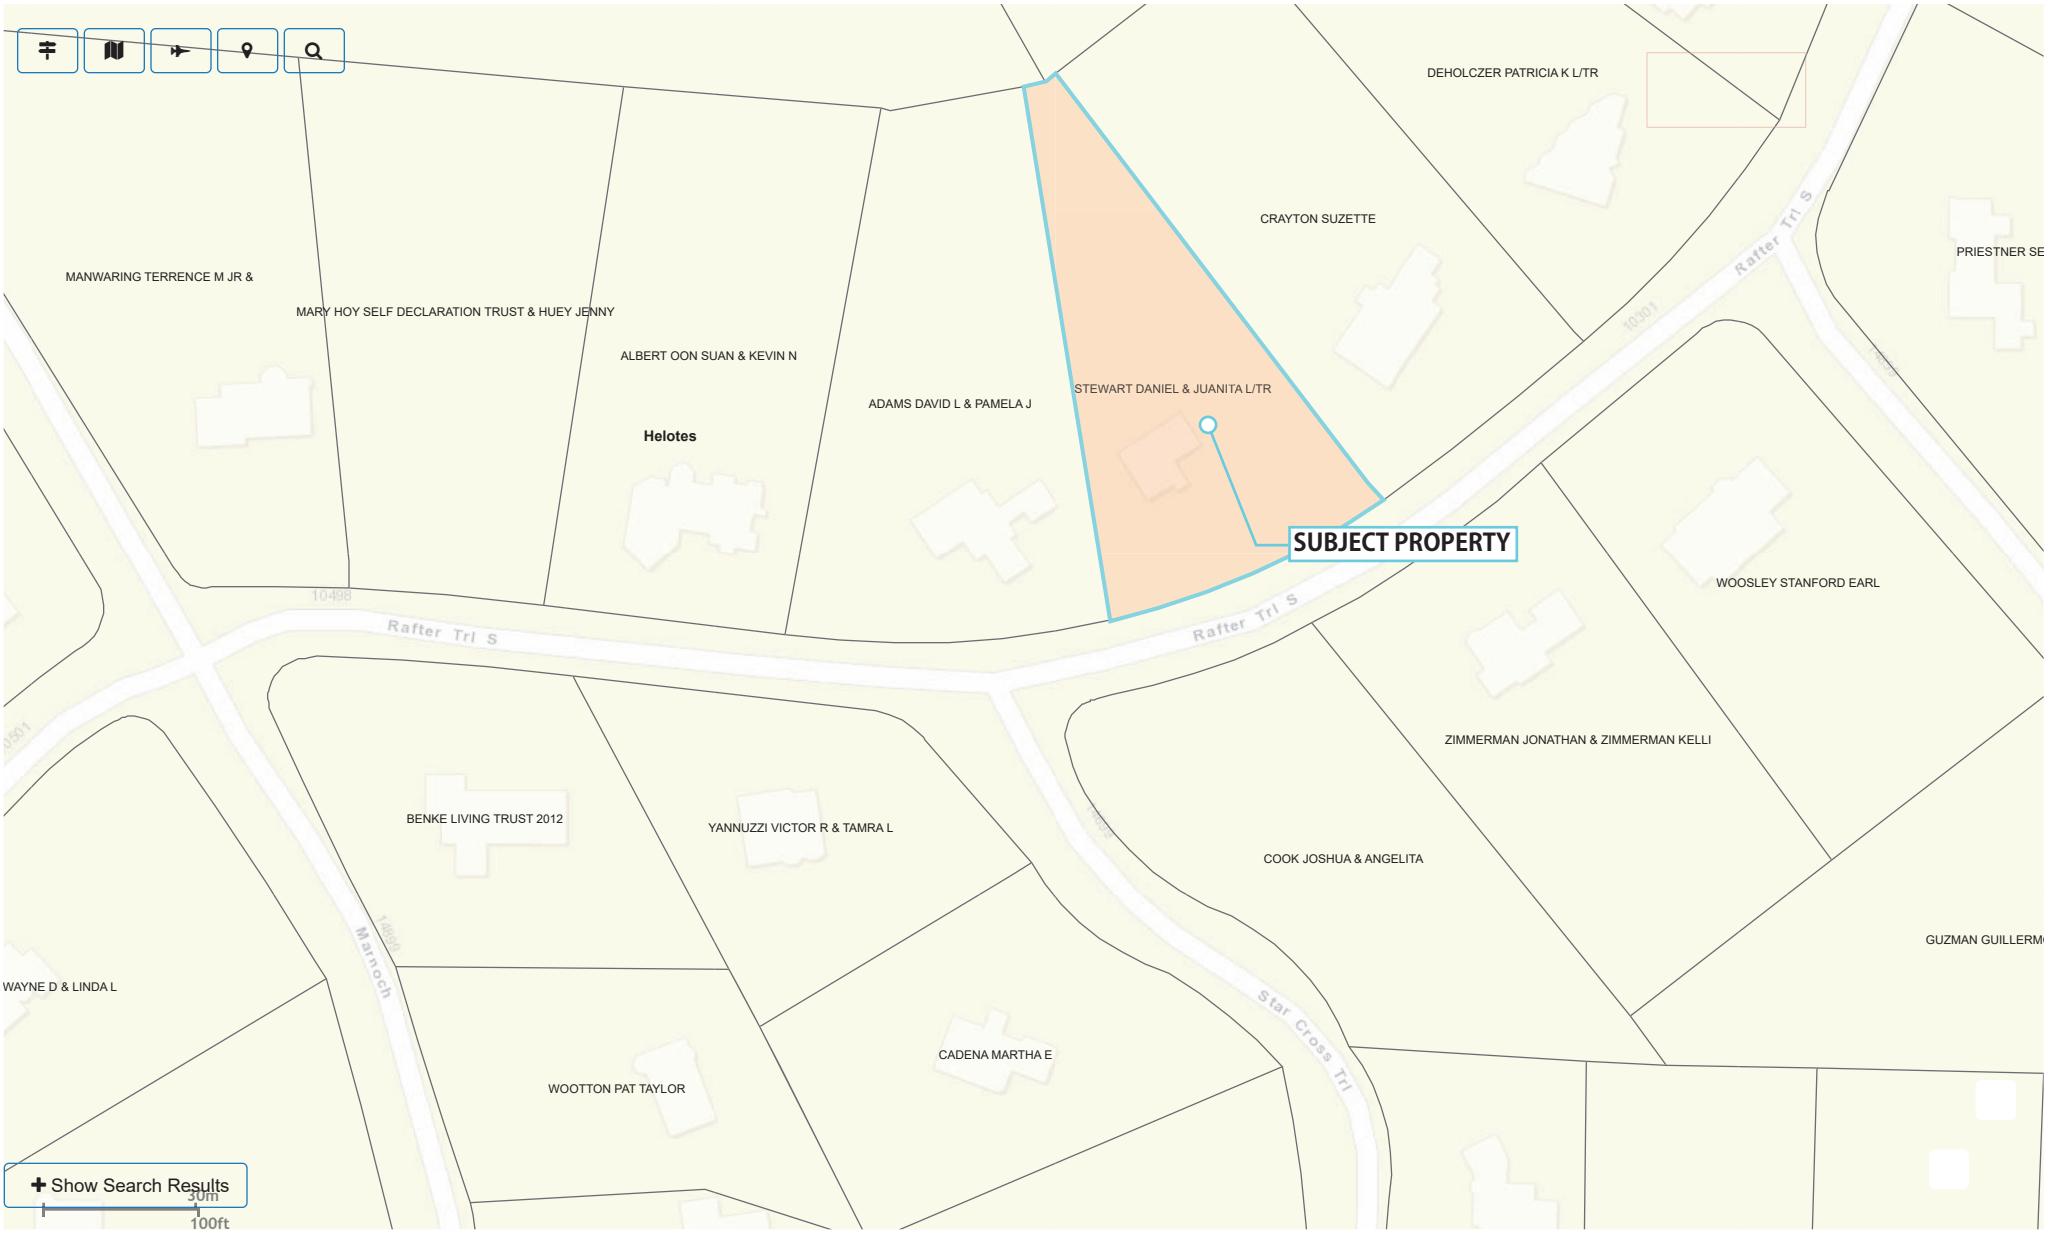 DEHOLCZER PATRICIA K L/TR
CRAYTON SUZETTE
Rafter Trl S
PRIESTNER SE
MANWARING TERRENCE M JR &
MARY HOY SELF DECLARATION TRUST & HUEY JENNY
10301
ALBERT OON SUAN & KEVIN N
STEWART DANIEL & JUANITA L/TR
ADAMS DAVID L & PAMELA J
Helotes
SUBJECT PROPERTY
WOOSLEY STANFORD EARL
10498
Rafter Trl S
Rafter Trl S
ZIMMERMAN JONATHAN & ZIMMERMAN KELLI
BENKE LIVING TRUST 2012
YANNUZZI VICTOR R & TAMRA L
COOK JOSHUA & ANGELITA
14899
Marnoch
GUZMAN GUILLERM
WAYNE D & LINDA L
Star Cross Trl
CADENA MARTHA E
WOOTTON PAT TAYLOR
Show Search Results
30m
100ft